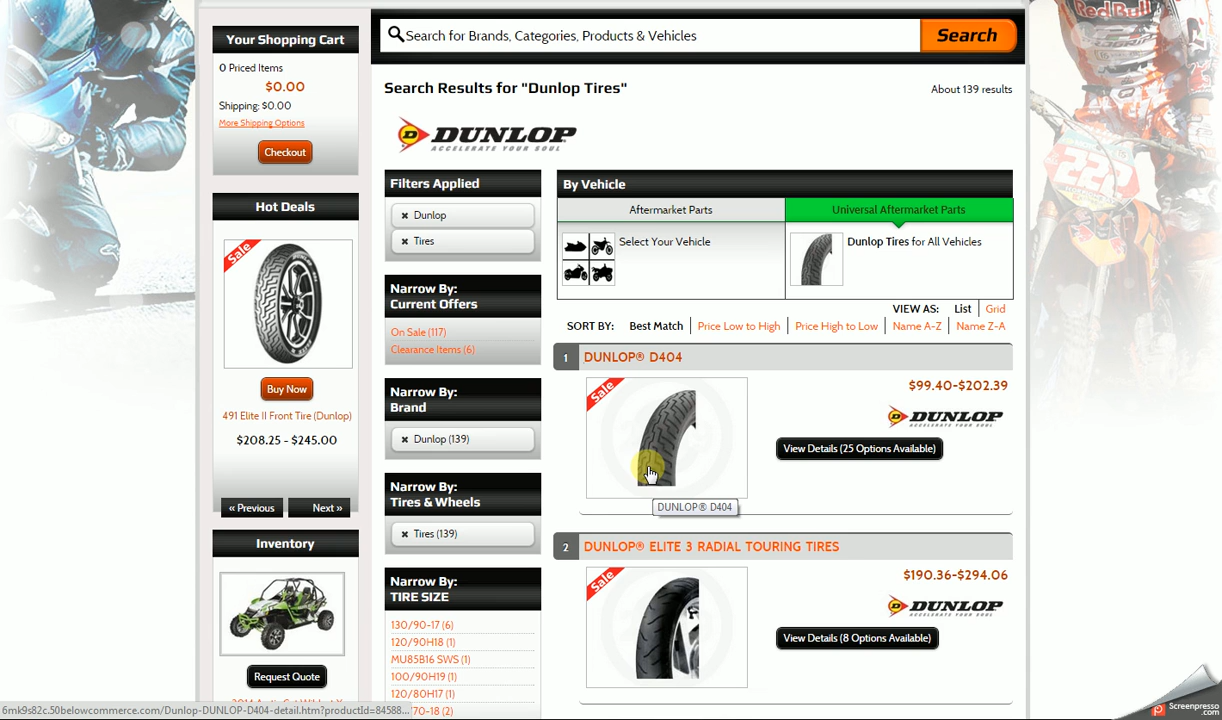 Your Shopping Cart
0 Priced Items
$0.00
Shipping: $0.00
More Shipping Options
Checkout
Hot Deals
Sale
Buy Now
491 Elite II Front Tire (Dunlop)
$208.25 - $245.00
« Previous
Next »
Inventory
Request Quote
Search for Brands, Categories, Products & Vehicles
Search
Search Results for "Dunlop Tires"
About 139 results
D DUNLOP
ACCELERATE YOUR SOUL
Filters Applied
× Dunlop
× Tires
Narrow By:
Current Offers
On Sale (117)
Clearance Items (6)
Narrow By:
Brand
× Dunlop (139)
Narrow By:
Tires & Wheels
× Tires (139)
Narrow By:
TIRE SIZE
130/90-17 (6)
120/90H18 (1)
MU85B16 SWS (1)
100/90H19 (1)
120/80H17 (1)
70-18 (2)
By Vehicle
Aftermarket Parts
Universal Aftermarket Parts
Select Your Vehicle
Dunlop Tires for All Vehicles
VIEW AS: List Grid
SORT BY: Best Match Price Low to High Price High to Low Name A-Z Name Z-A
1 DUNLOP® D404
Sale
$99.40-$202.39
D DUNLOP
ACCELERATE YOUR SOUL
View Details (25 Options Available)
DUNLOP® D404
2 DUNLOP® ELITE 3 RADIAL TOURING TIRES
Sale
$190.36-$294.06
D DUNLOP
ACCELERATE YOUR SOUL
View Details (8 Options Available)
6mk9s82c.50belowcommerce.com/Dunlop-DUNLOP-D404-detail.htm?productId=84588...
Red Bull
222
Screenpresso
.com